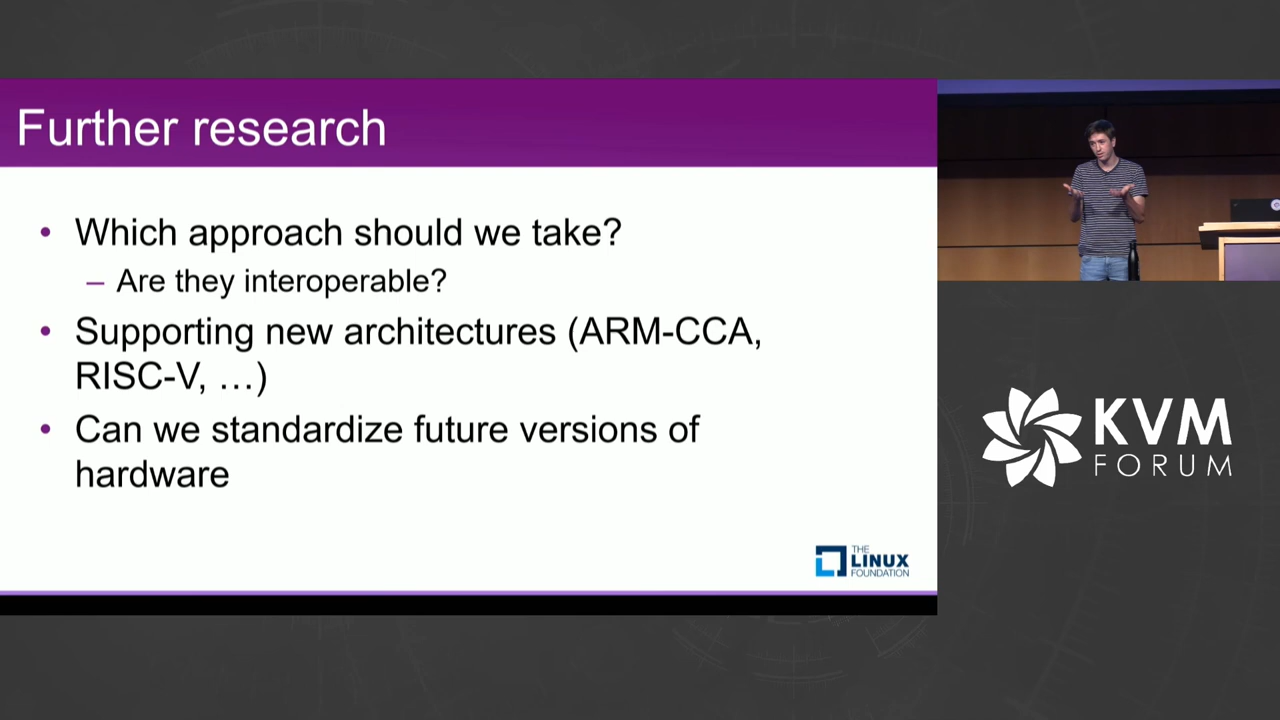 Further research
• Which approach should we take?
– Are they interoperable?
• Supporting new architectures (ARM-CCA,
RISC-V, …)
• Can we standardize future versions of
hardware
THE
LINUX
FOUNDATION
KVM
FORUM